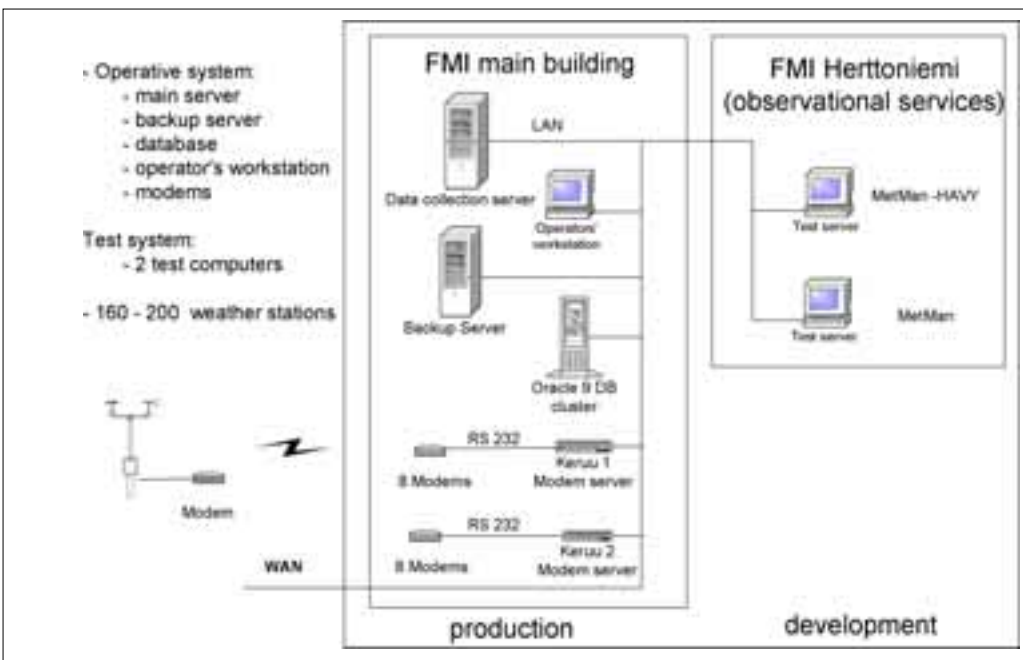 - Operative system:
- main server
- backup server
- database
- operator's workstation
- modems
Test system:
- 2 test computers
- 160 - 200 weather stations
Modem
WAN
FMI main building
LAN
Data collection server
Operators'
workstation
Backup Server
Oracle 9 DB
cluster
RS 232
8 Modems
Keruu 1
Modem server
RS 232
8 Modems
Keruu 2
Modem server
production
FMI Herttoniemi
(observational services)
MetMan -HAVY
Test server
MetMan
Test server
development